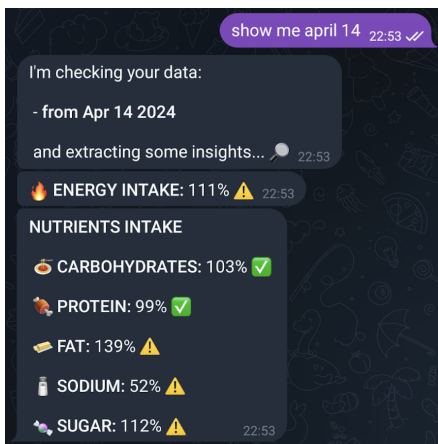 show me april 14 22:53
I'm checking your data:
- from Apr 14 2024
and extracting some insights... 🔎 22:53
🔥 ENERGY INTAKE: 111% ⚠️ 22:53
NUTRIENTS INTAKE
🍝 CARBOHYDRATES: 103% ✅
🍖 PROTEIN: 99% ✅
🧈 FAT: 139% ⚠️
🧂 SODIUM: 52% ⚠️
🍬 SUGAR: 112% ⚠️ 22:53